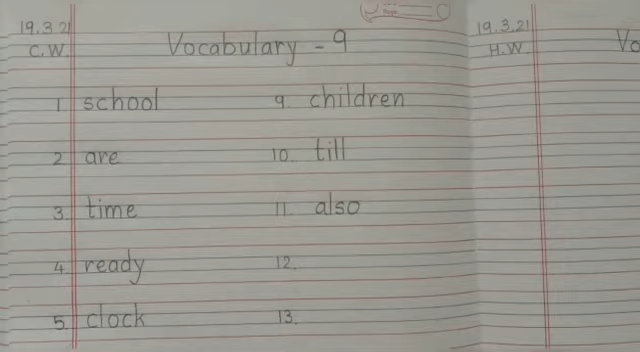 19.3.21
C.W.
Vocabulary - 9
1. school
2. are
3. time
4. ready
5. clock
9. children
10. till
11. also
12.
13.
19.3.21
H.W
Vo